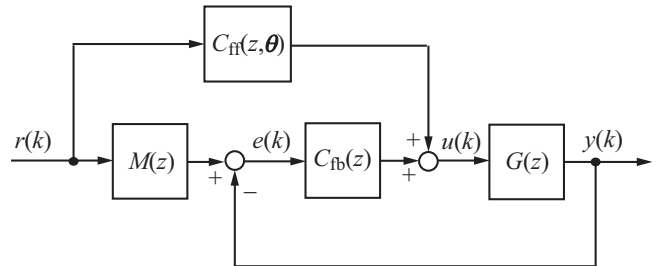 C_ff(z,θ)
r(k)
M(z)
+
−
e(k)
C_fb(z)
+
+
u(k)
G(z)
y(k)